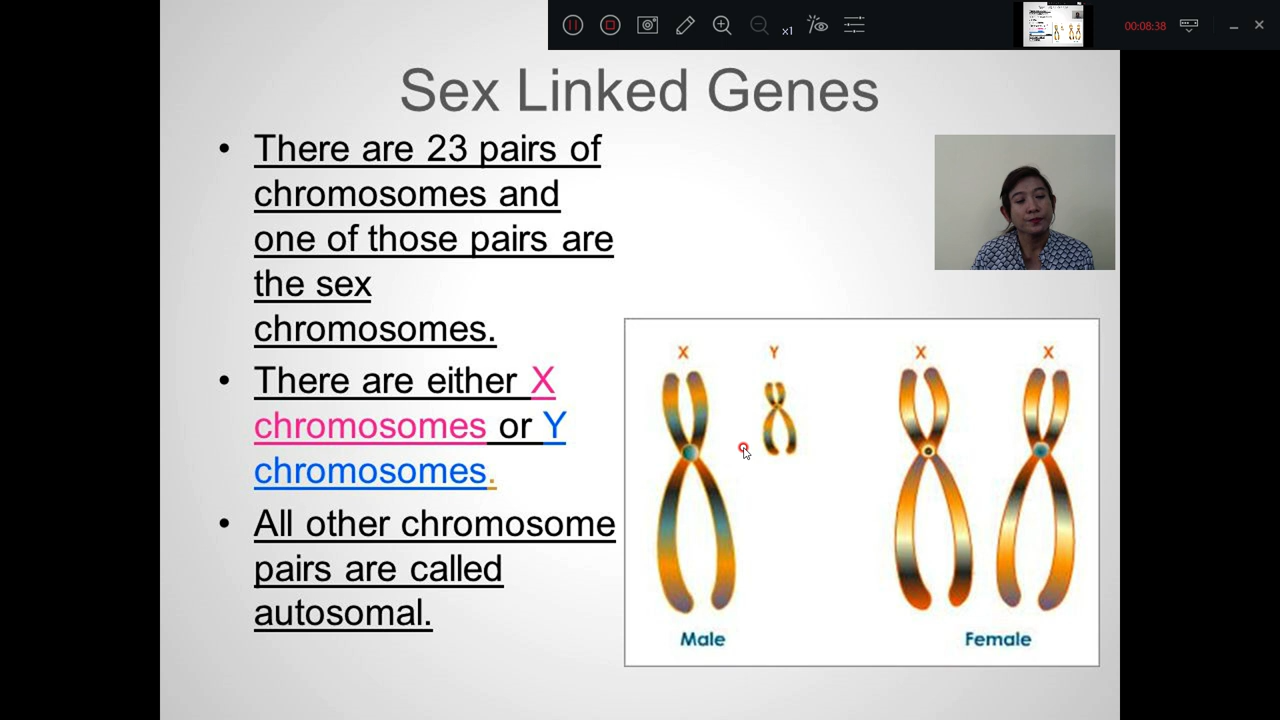 x1
00:08:38
Sex Linked Genes
• There are 23 pairs of
chromosomes and
one of those pairs are
the sex
chromosomes.
• There are either X
chromosomes or Y
chromosomes.
• All other chromosome
pairs are called
autosomal.
X Y X X
Male Female